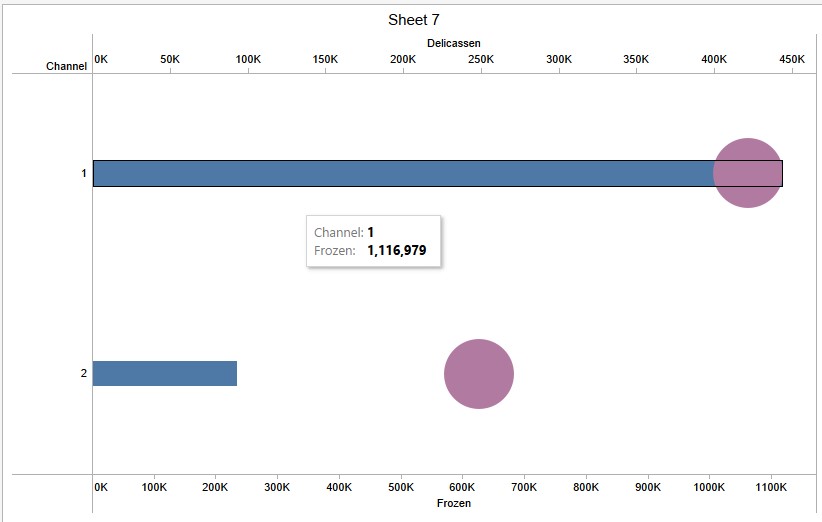 Sheet 7
Delicassen
Channel 0K 50K 100K 150K 200K 250K 300K 350K 400K 450K
1
Channel: 1
Frozen: 1,116,979
2
0K 100K 200K 300K 400K 500K 600K 700K 800K 900K 1000K 1100K
Frozen